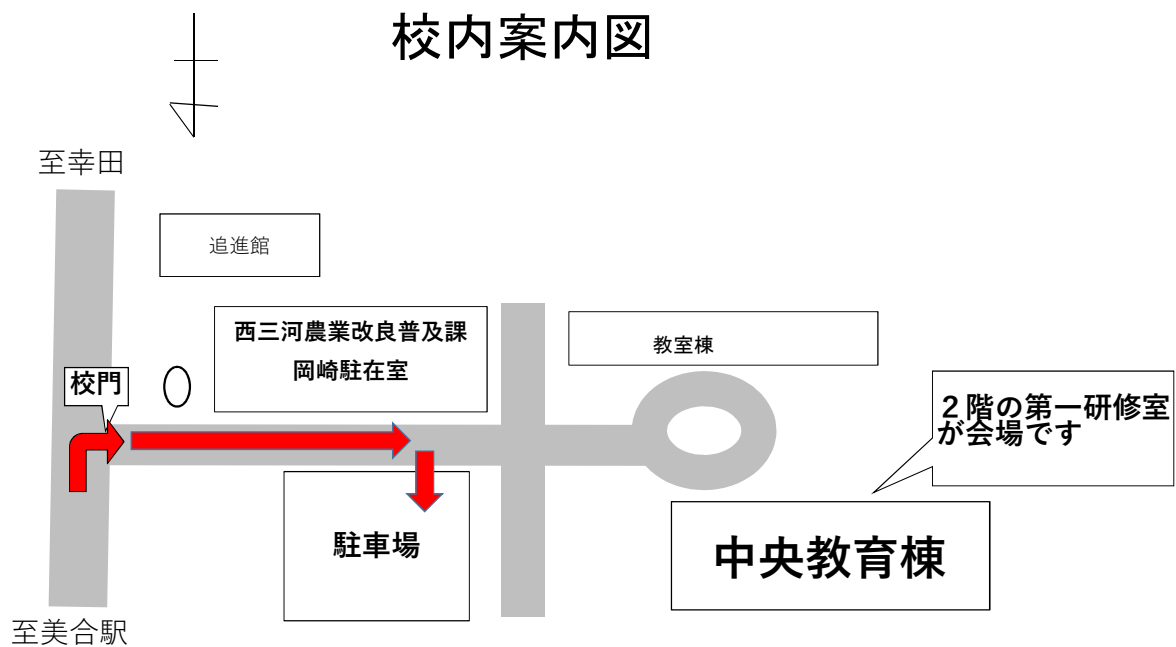 校内案内図
至幸田
追進館
西三河農業改良普及課
岡崎駐在室
教室棟
校門
２階の第一研修室
が会場です
駐車場
中央教育棟
至美合駅